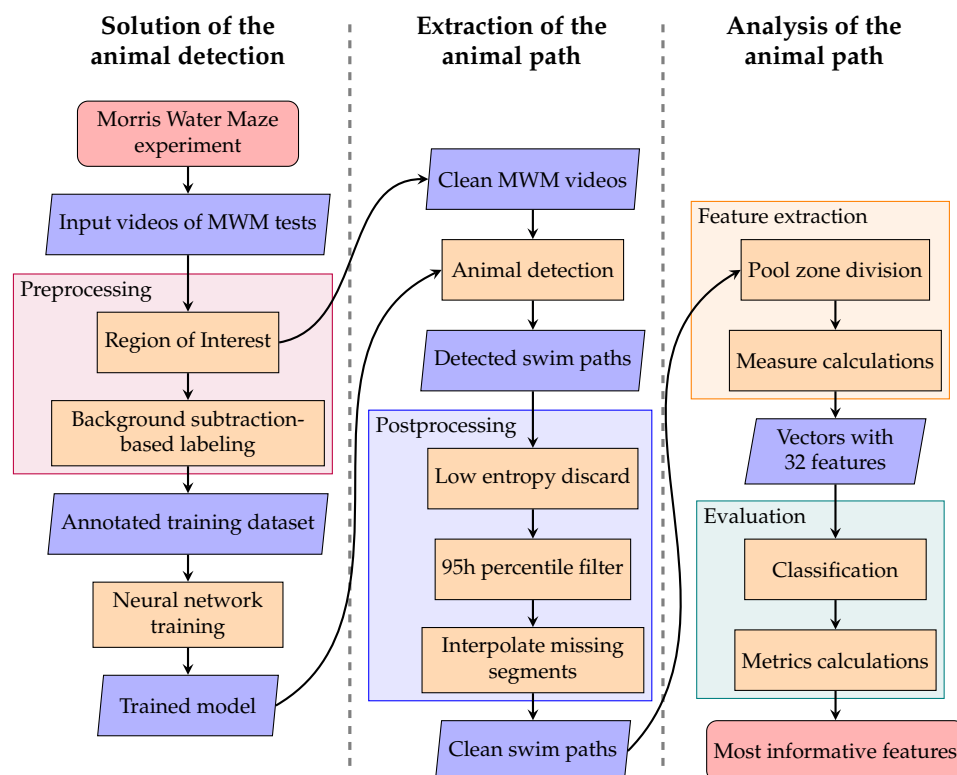 Solution of the
animal detection
Morris Water Maze
experiment
Input videos of MWM tests
Preprocessing
Region of Interest
Background subtraction-
based labeling
Annotated training dataset
Neural network
training
Trained model
Extraction of the
animal path
Clean MWM videos
Animal detection
Detected swim paths
Postprocessing
Low entropy discard
95h percentile filter
Interpolate missing
segments
Clean swim paths
Analysis of the
animal path
Feature extraction
Pool zone division
Measure calculations
Vectors with
32 features
Evaluation
Classification
Metrics calculations
Most informative features